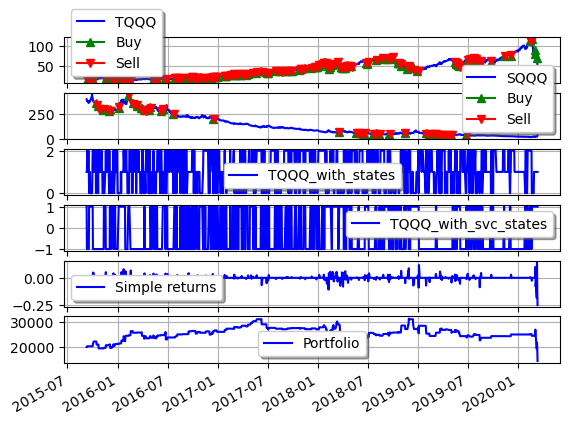 TQQQ
Buy
Sell
100
50
SQQQ
Buy
Sell
250
0
2
0
TQQQ_with_states
1
0
−1
TQQQ_with_svc_states
0.00
−0.25
Simple returns
30000
20000
Portfolio
2015-07
2016-01
2016-07
2017-01
2017-07
2018-01
2018-07
2019-01
2019-07
2020-01